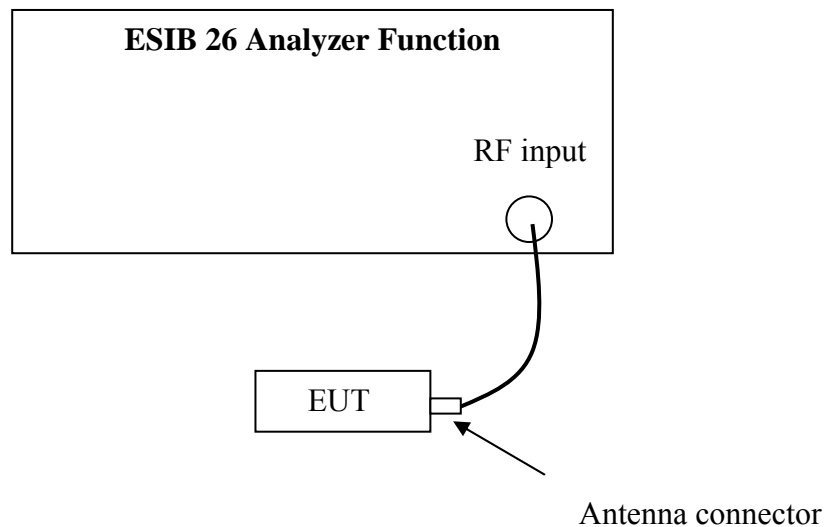 ESIB 26 Analyzer Function
RF input
EUT
Antenna connector